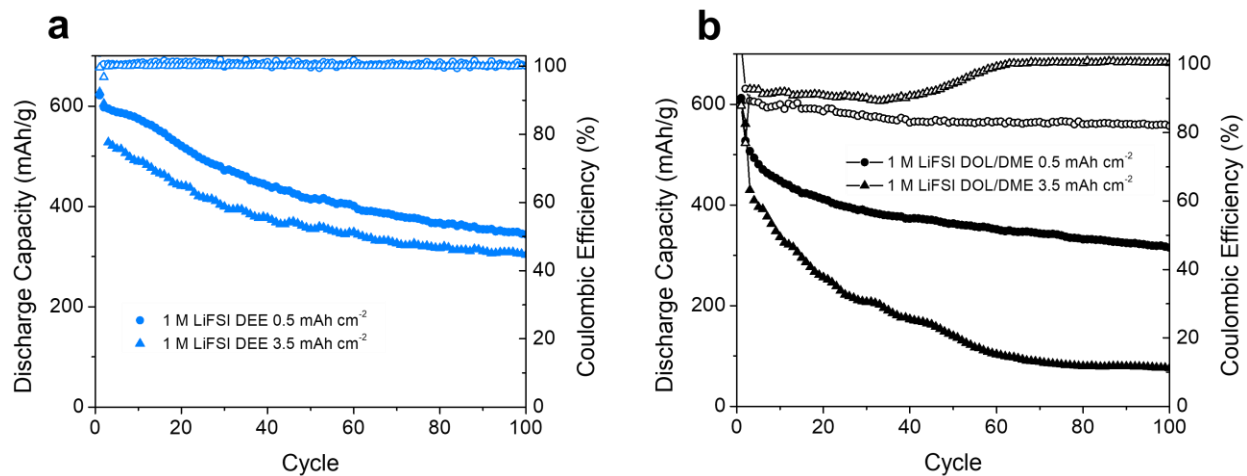 a
Discharge Capacity (mAh/g)
600
400
200
0
100
80
60
40
20
0
Coulombic Efficiency (%)
1 M LiFSI DEE 0.5 mAh cm⁻²
1 M LiFSI DEE 3.5 mAh cm⁻²
0 20 40 60 80 100
Cycle
b
Discharge Capacity (mAh/g)
600
400
200
0
100
80
60
40
20
0
Coulombic Efficiency (%)
1 M LiFSI DOL/DME 0.5 mAh cm⁻²
1 M LiFSI DOL/DME 3.5 mAh cm⁻²
0 20 40 60 80 100
Cycle